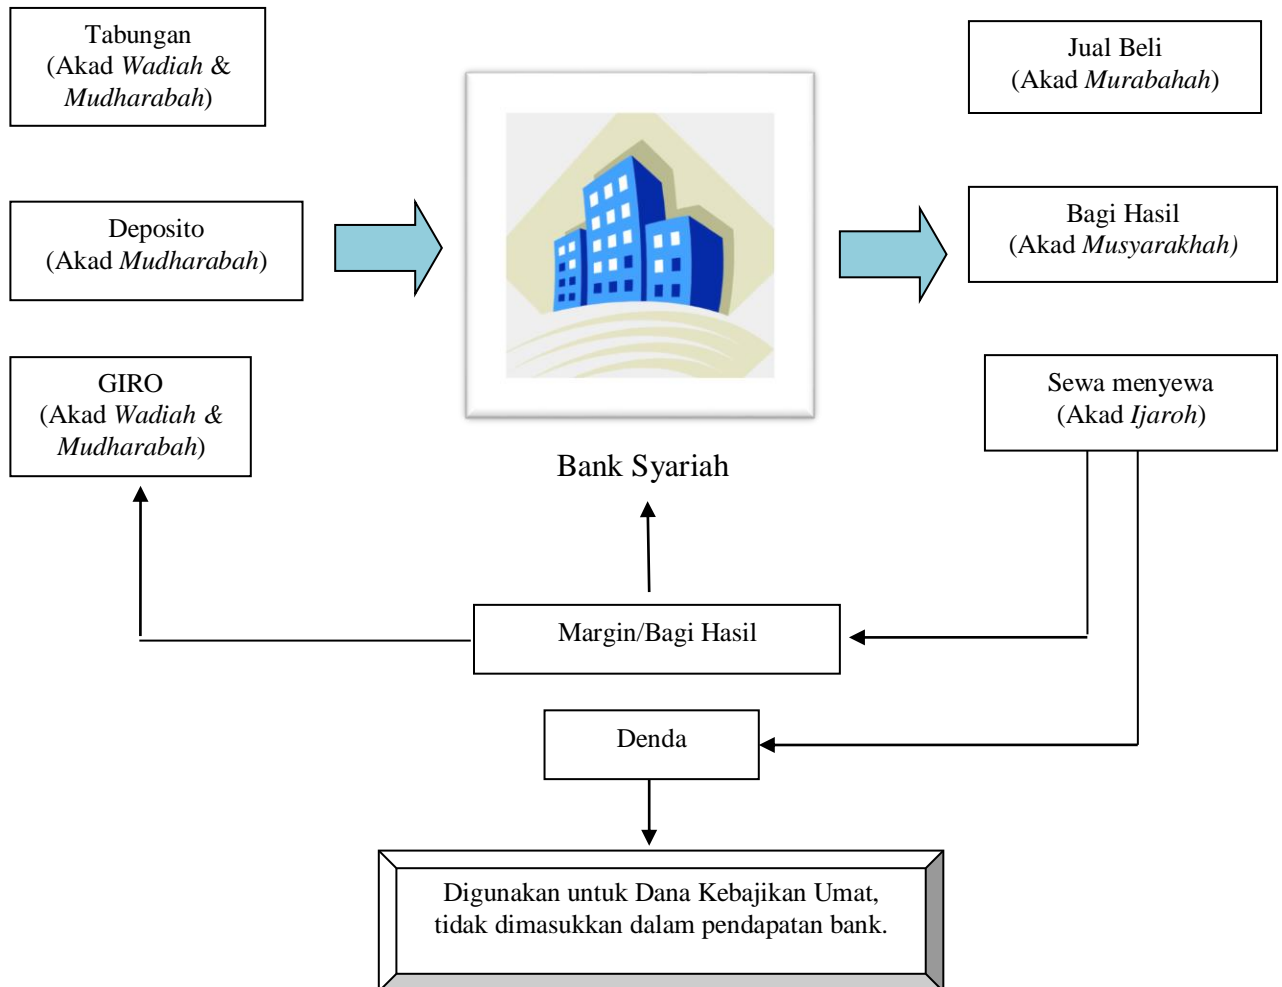 Tabungan
(Akad Wadiah &
Mudharabah)
Deposito
(Akad Mudharabah)
GIRO
(Akad Wadiah &
Mudharabah)
Bank Syariah
Jual Beli
(Akad Murabahah)
Bagi Hasil
(Akad Musyarakhah)
Sewa menyewa
(Akad Ijaroh)
Margin/Bagi Hasil
Denda
Digunakan untuk Dana Kebajikan Umat,
tidak dimasukkan dalam pendapatan bank.